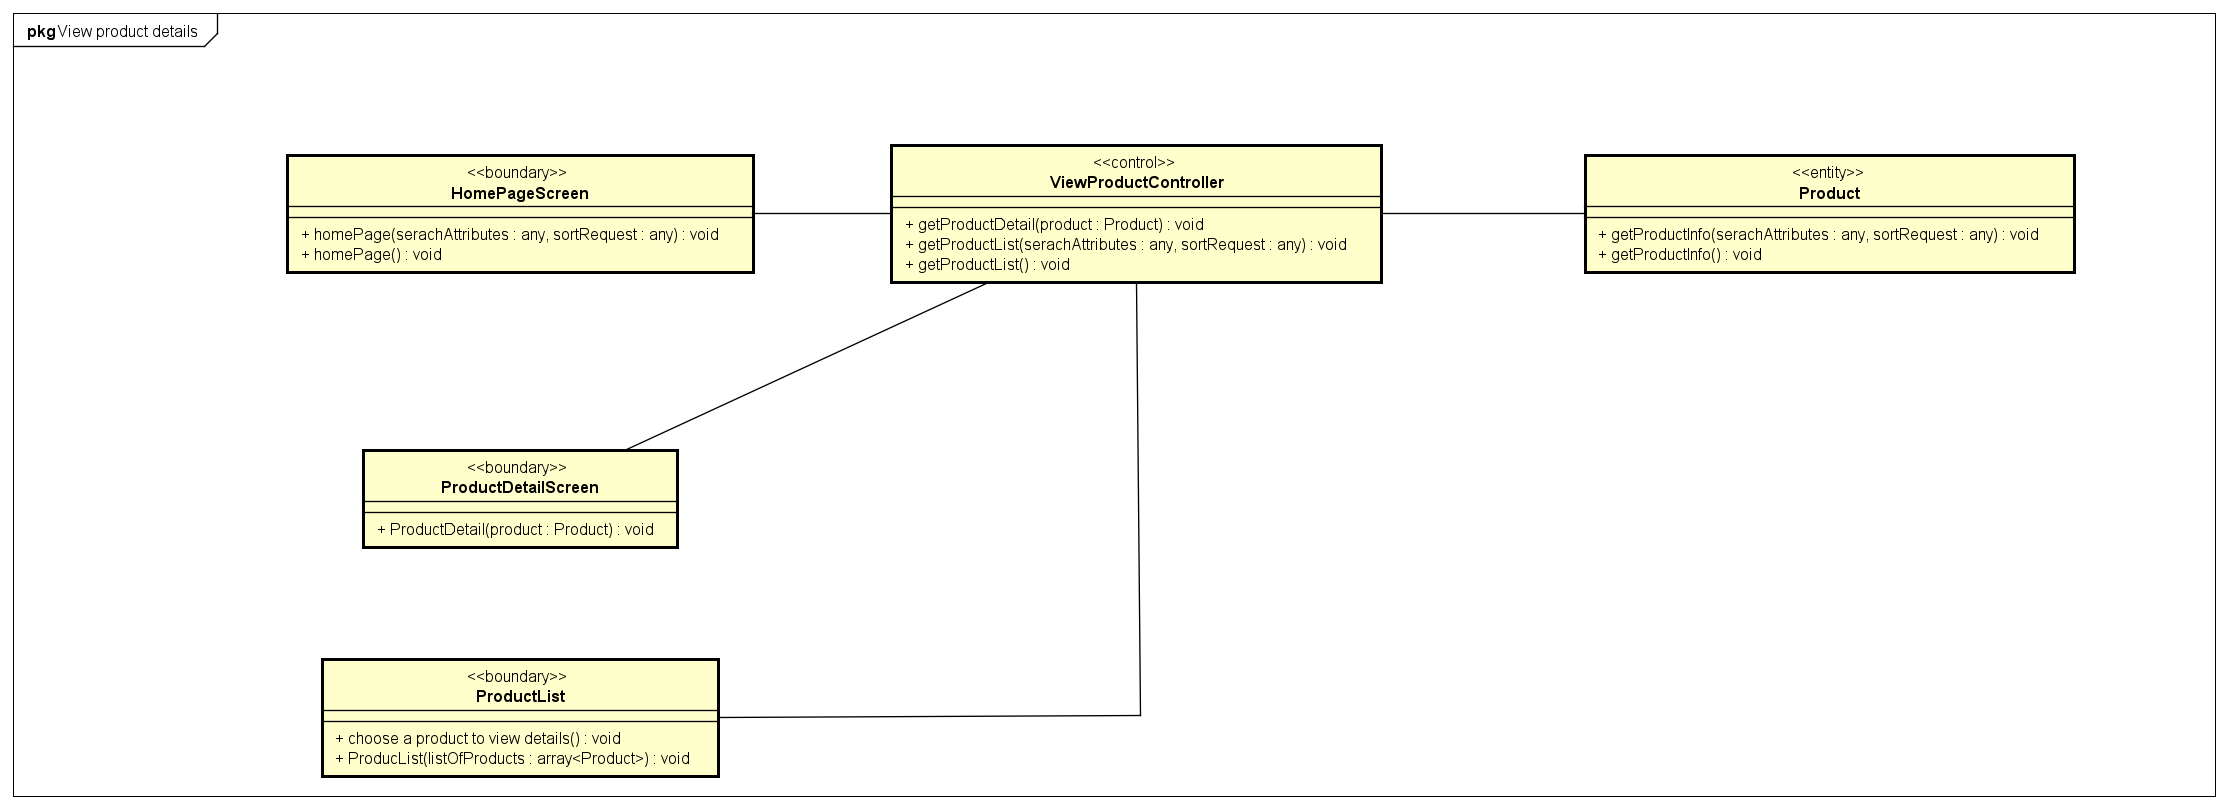 pkg View product details
<<boundary>>
HomePageScreen
+ homePage(serachAttributes : any, sortRequest : any) : void
+ homePage() : void
<<control>>
ViewProductController
+ getProductDetail(product : Product) : void
+ getProductList(serachAttributes : any, sortRequest : any) : void
+ getProductList() : void
<<entity>>
Product
+ getProductInfo(serachAttributes : any, sortRequest : any) : void
+ getProductInfo() : void
<<boundary>>
ProductDetailScreen
+ ProductDetail(product : Product) : void
<<boundary>>
ProductList
+ choose a product to view details() : void
+ ProducList(listOfProducts : array<Product>) : void